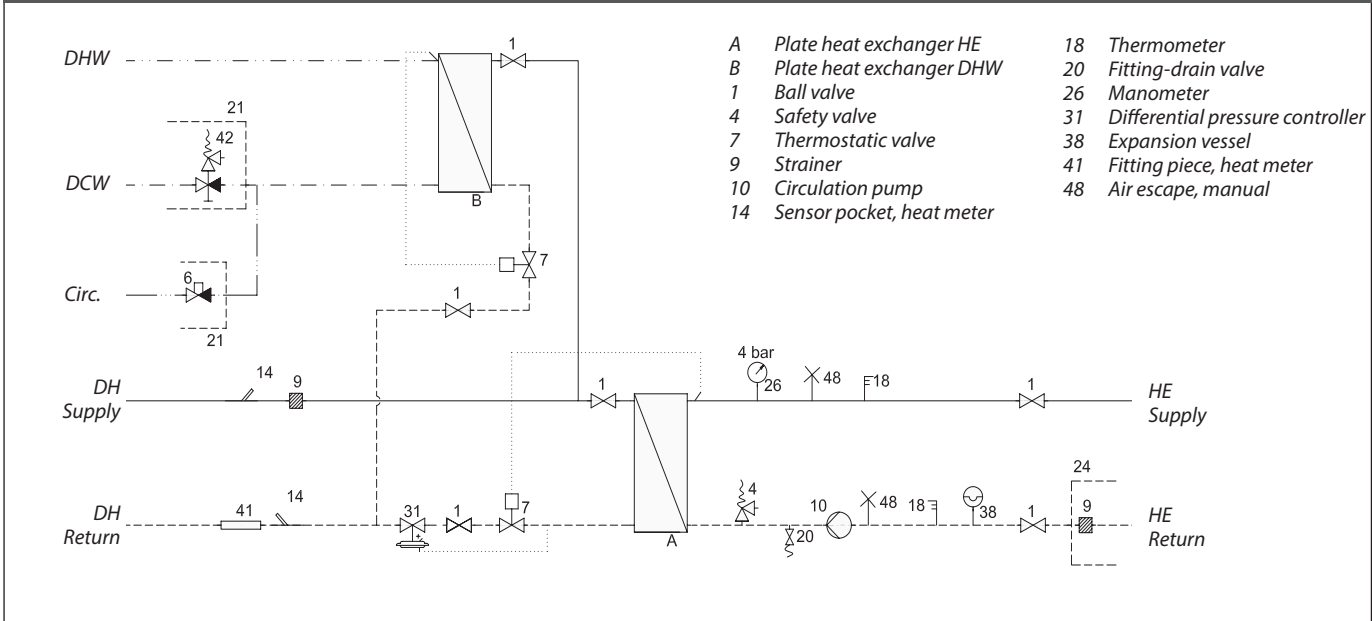 DHW
1
A Plate heat exchanger HE
B Plate heat exchanger DHW
1 Ball valve
4 Safety valve
7 Thermostatic valve
9 Strainer
10 Circulation pump
14 Sensor pocket, heat meter
18 Thermometer
20 Fitting-drain valve
26 Manometer
31 Differential pressure controller
38 Expansion vessel
41 Fitting piece, heat meter
48 Air escape, manual
21
42
DCW
B
7
6
Circ.
1
21
4 bar
14
9
1
26
48
18
1
DH
Supply
HE
Supply
24
41
14
31
+
1
7
4
10
48
18
38
1
9
DH
Return
A
20
HE
Return